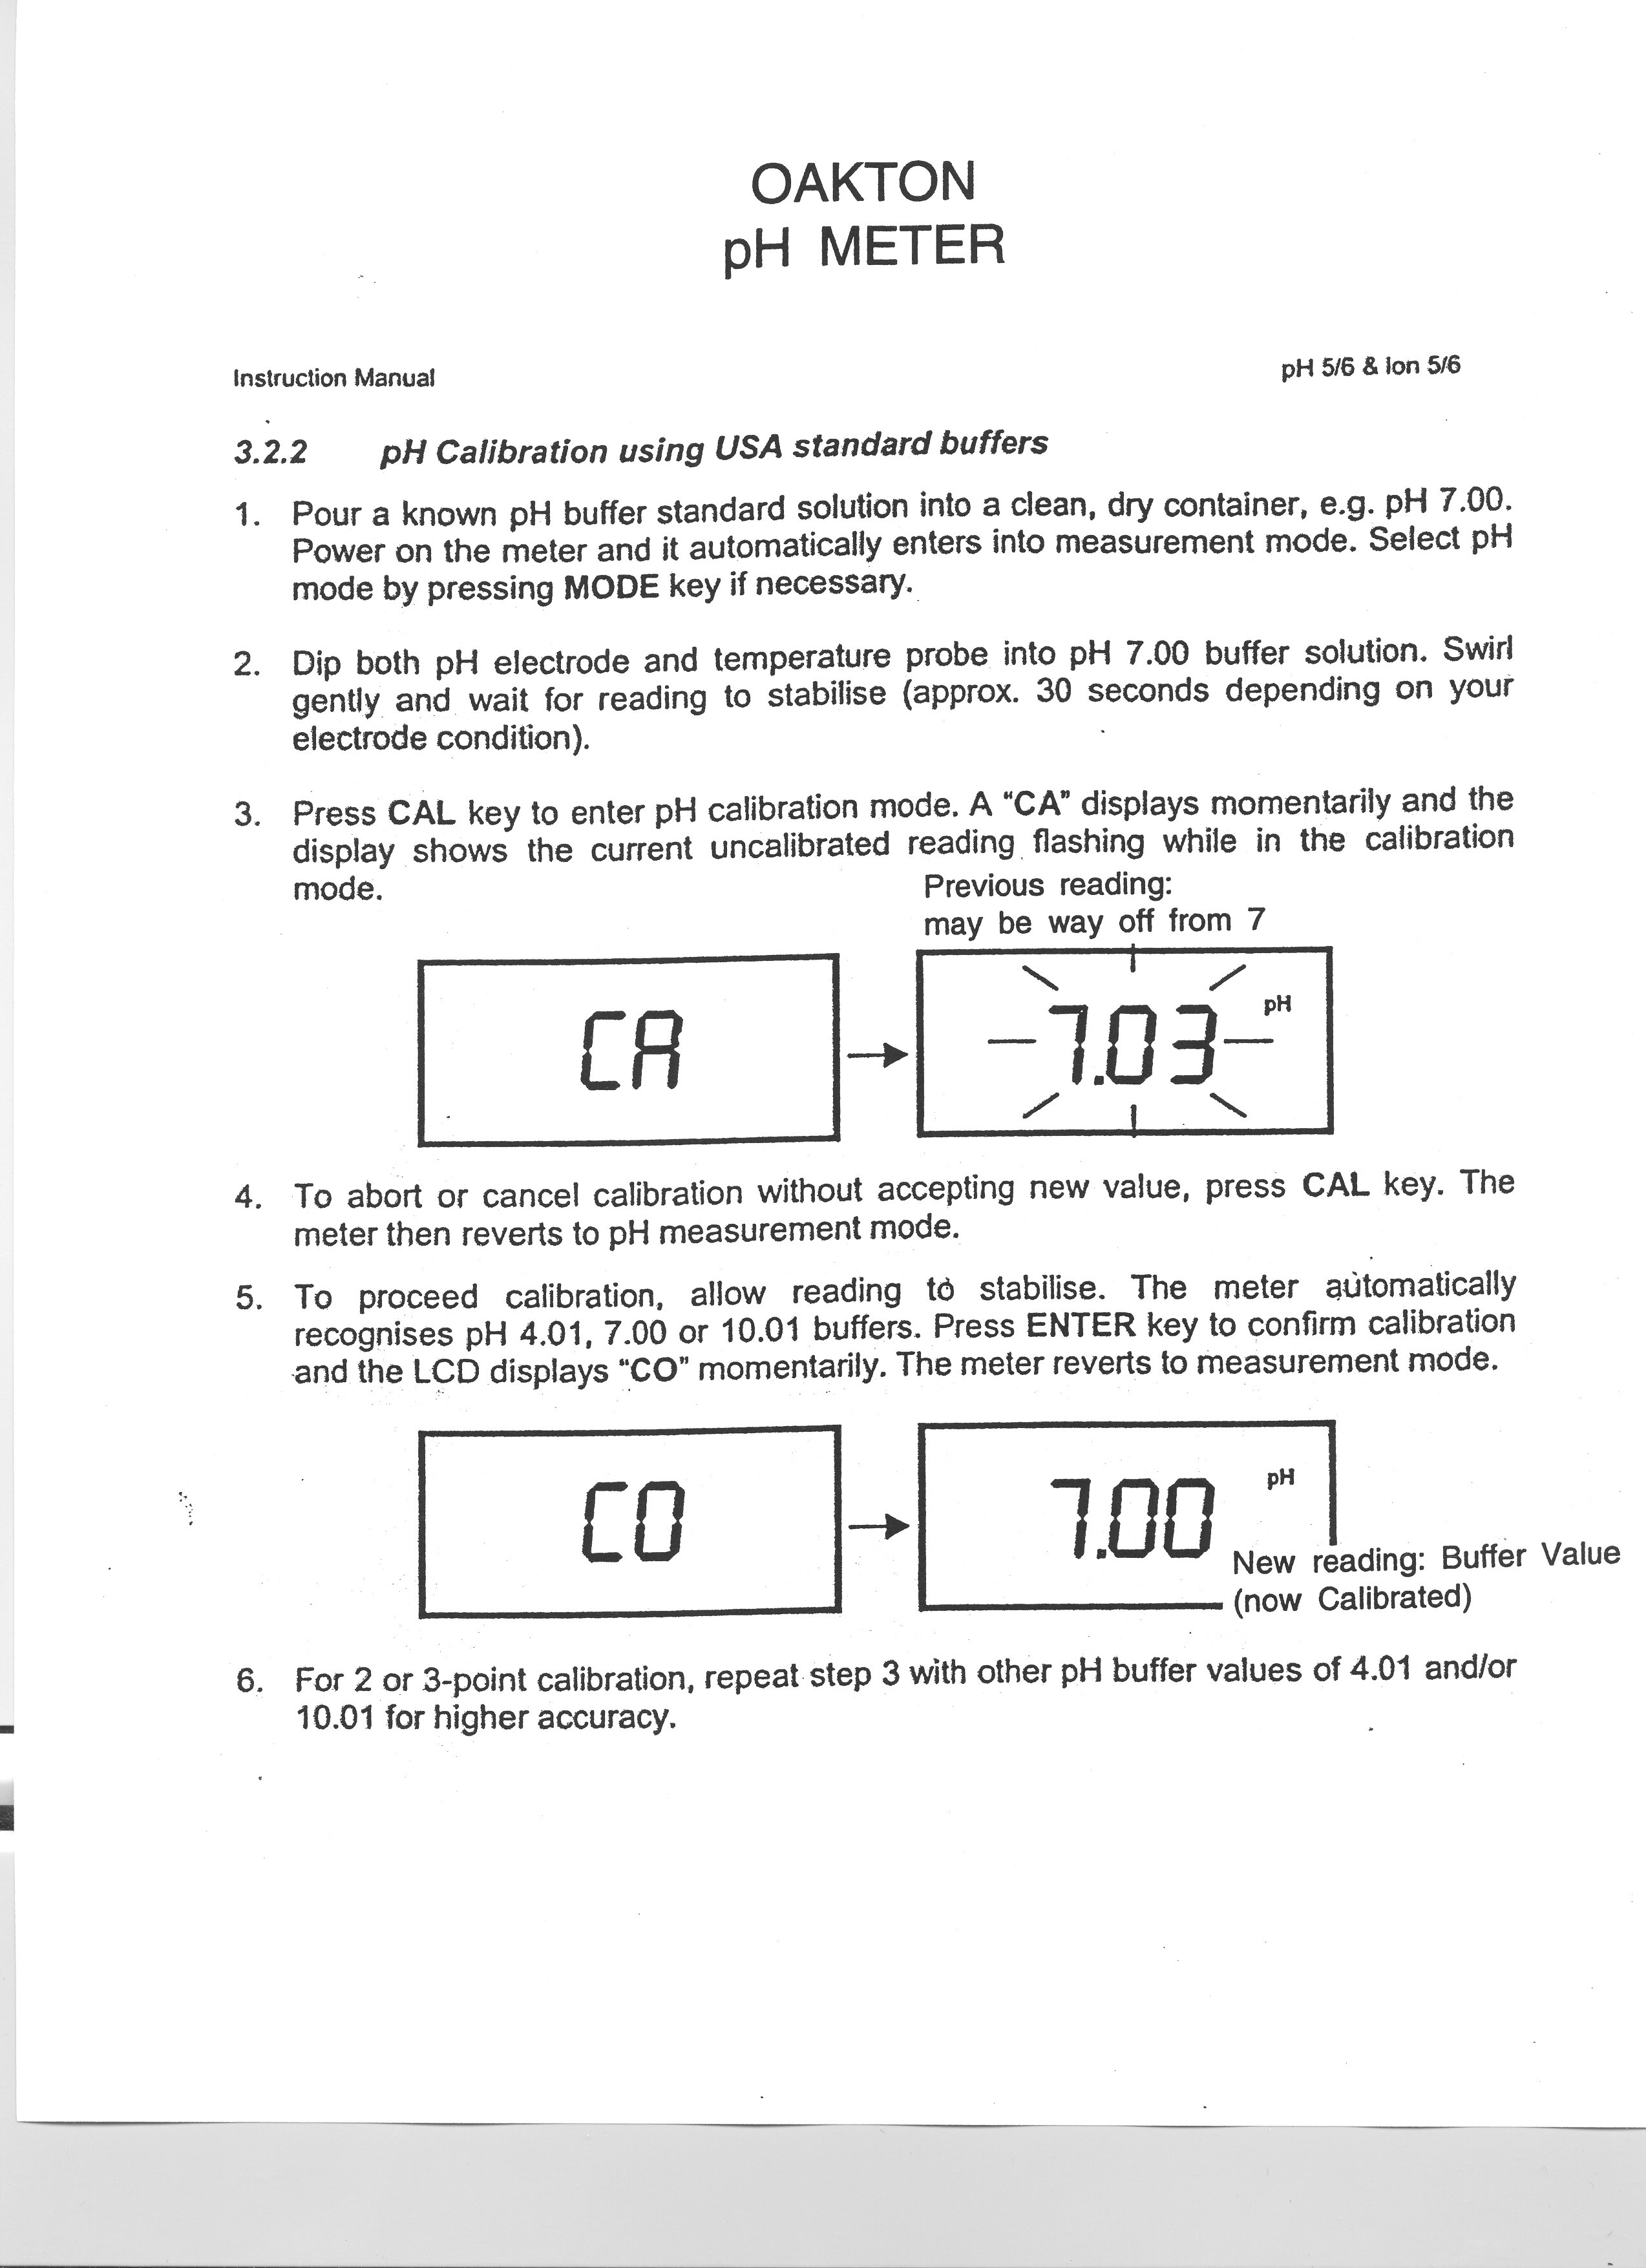 OAKTON
pH METER
Instruction Manual
pH 5/6 & Ion 5/6
3.2.2 pH Calibration using USA standard buffers
1. Pour a known pH buffer standard solution into a clean, dry container, e.g. pH 7.00.
Power on the meter and it automatically enters into measurement mode. Select pH
mode by pressing MODE key if necessary.
2. Dip both pH electrode and temperature probe into pH 7.00 buffer solution. Swirl
gently and wait for reading to stabilise (approx. 30 seconds depending on your
electrode condition).
3. Press CAL key to enter pH calibration mode. A “CA” displays momentarily and the
display shows the current uncalibrated reading flashing while in the calibration
mode.
Previous reading:
may be way off from 7
CA
7.03 pH
4. To abort or cancel calibration without accepting new value, press CAL key. The
meter then reverts to pH measurement mode.
5. To proceed calibration, allow reading to stabilise. The meter automatically
recognises pH 4.01, 7.00 or 10.01 buffers. Press ENTER key to confirm calibration
and the LCD displays “CO” momentarily. The meter reverts to measurement mode.
CO
7.00 pH
New reading: Buffer Value
(now Calibrated)
6. For 2 or 3-point calibration, repeat step 3 with other pH buffer values of 4.01 and/or
10.01 for higher accuracy.